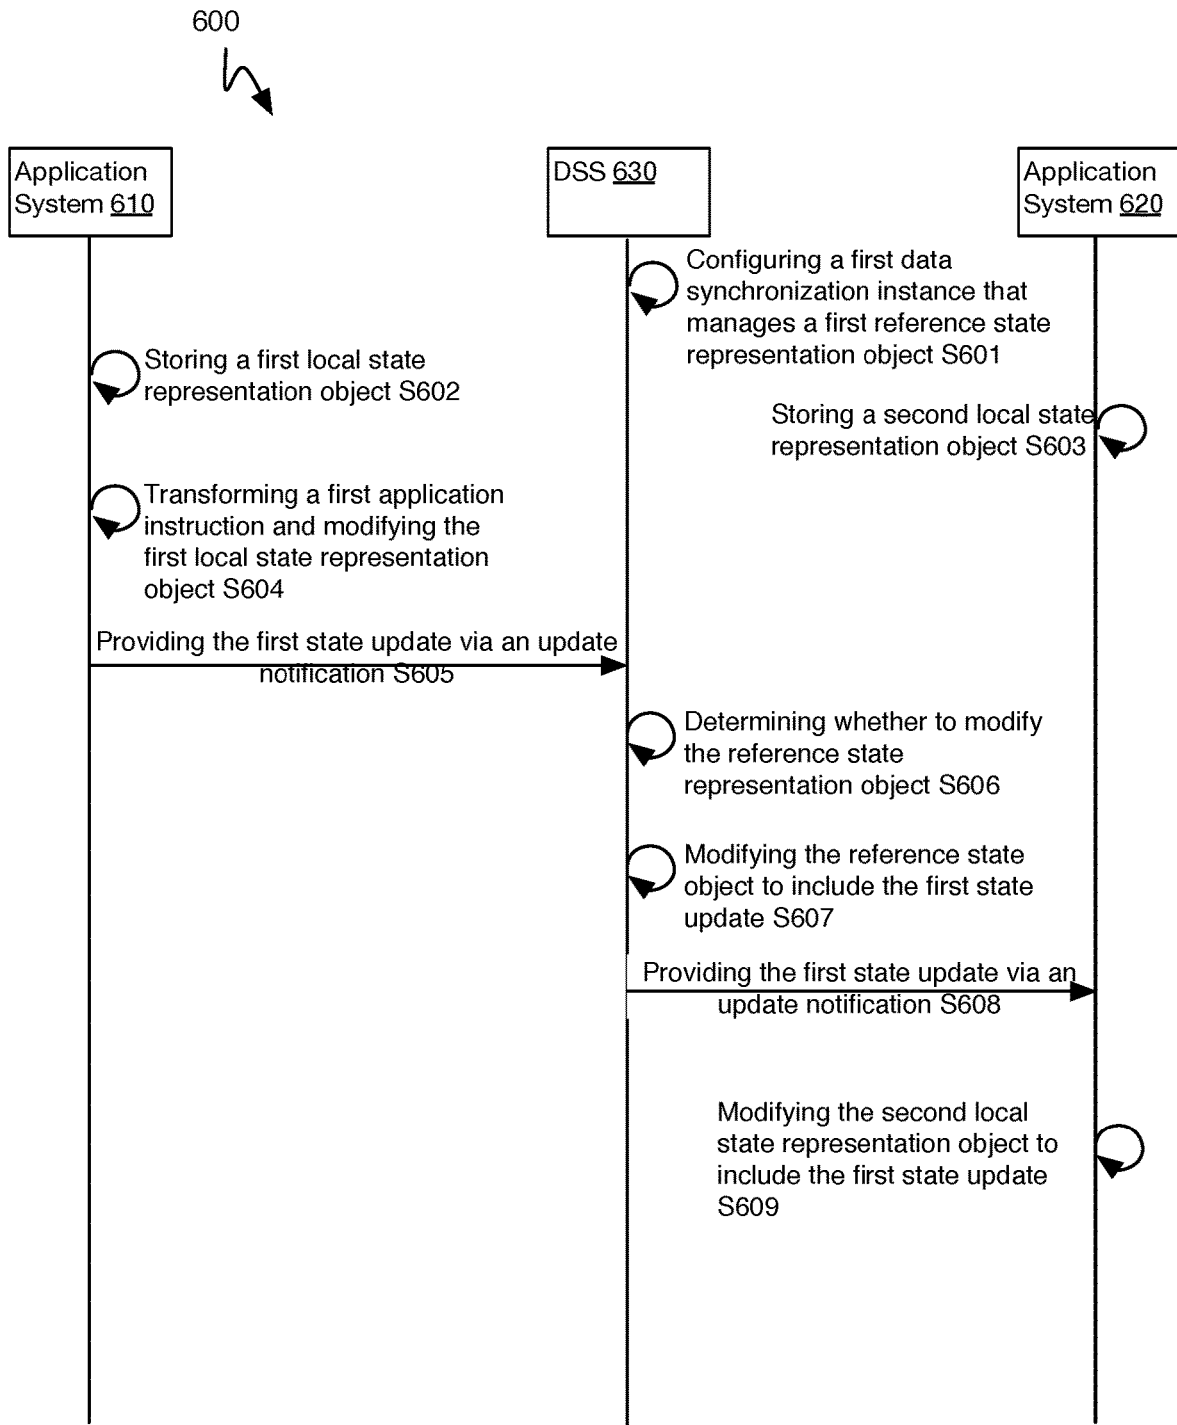 600
Application
System 610
DSS 630
Application
System 620
Configuring a first data
synchronization instance that
manages a first reference state
representation object S601
Storing a first local state
representation object S602
Storing a second local state
representation object S603
Transforming a first application
instruction and modifying the
first local state representation
object S604
Providing the first state update via an update
notification S605
Determining whether to modify
the reference state
representation object S606
Modifying the reference state
object to include the first state
update S607
Providing the first state update via an
update notification S608
Modifying the second local
state representation object to
include the first state update
S609